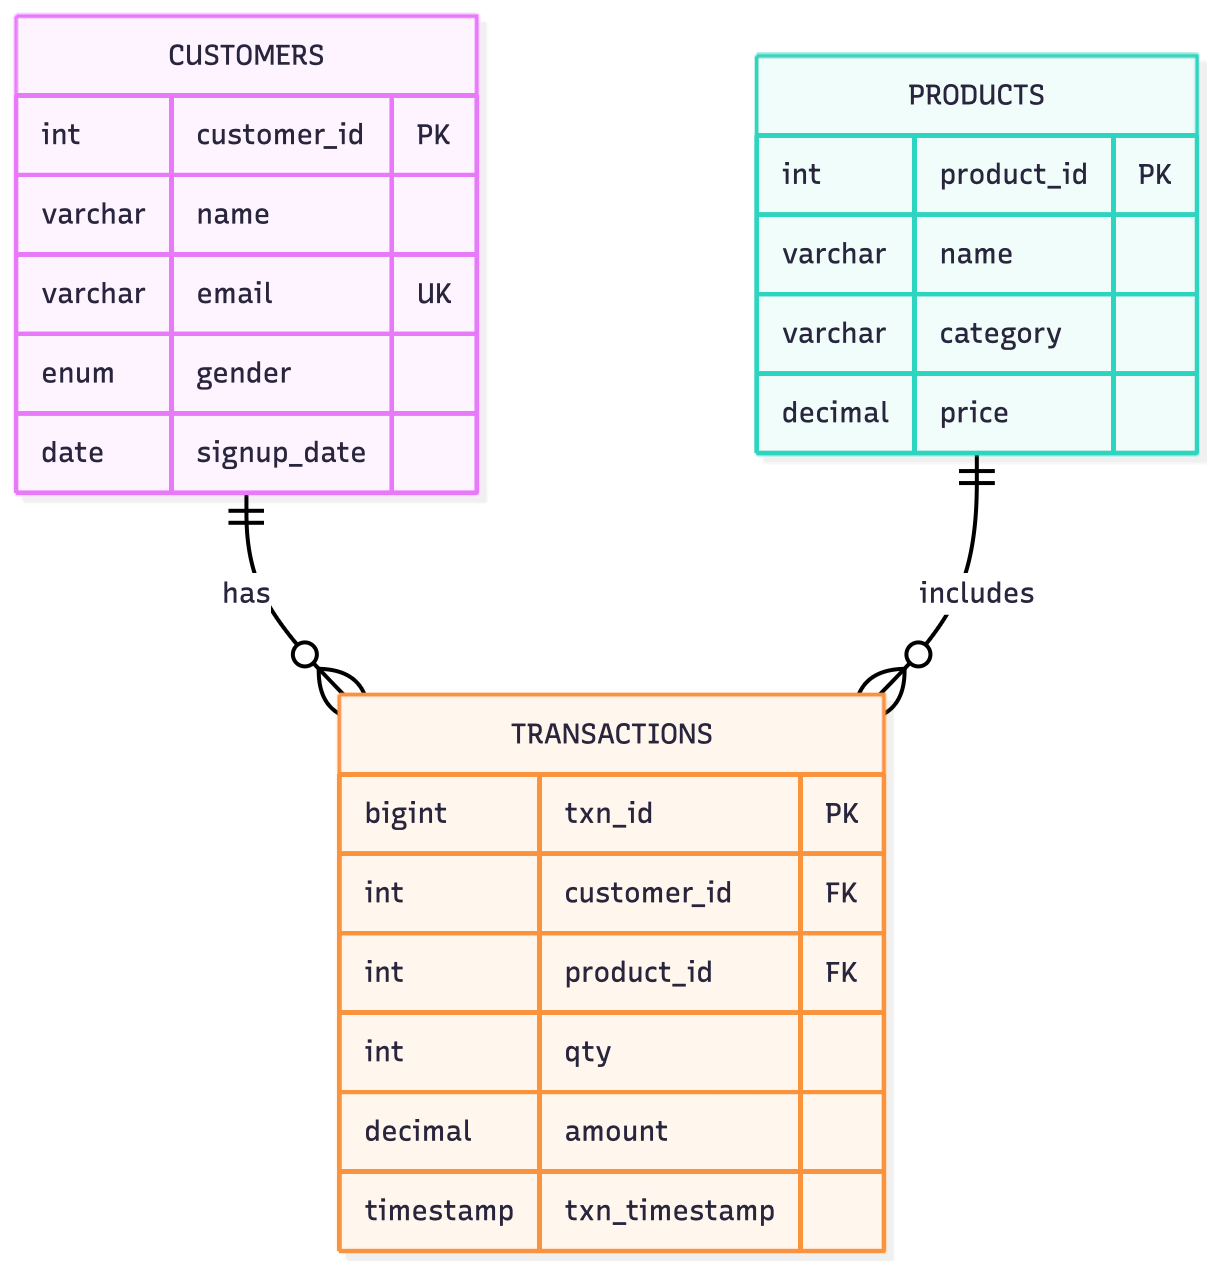 CUSTOMERS
int customer_id PK
varchar name
varchar email UK
enum gender
date signup_date
PRODUCTS
int product_id PK
varchar name
varchar category
decimal price
has
includes
TRANSACTIONS
bigint txn_id PK
int customer_id FK
int product_id FK
int qty
decimal amount
timestamp txn_timestamp